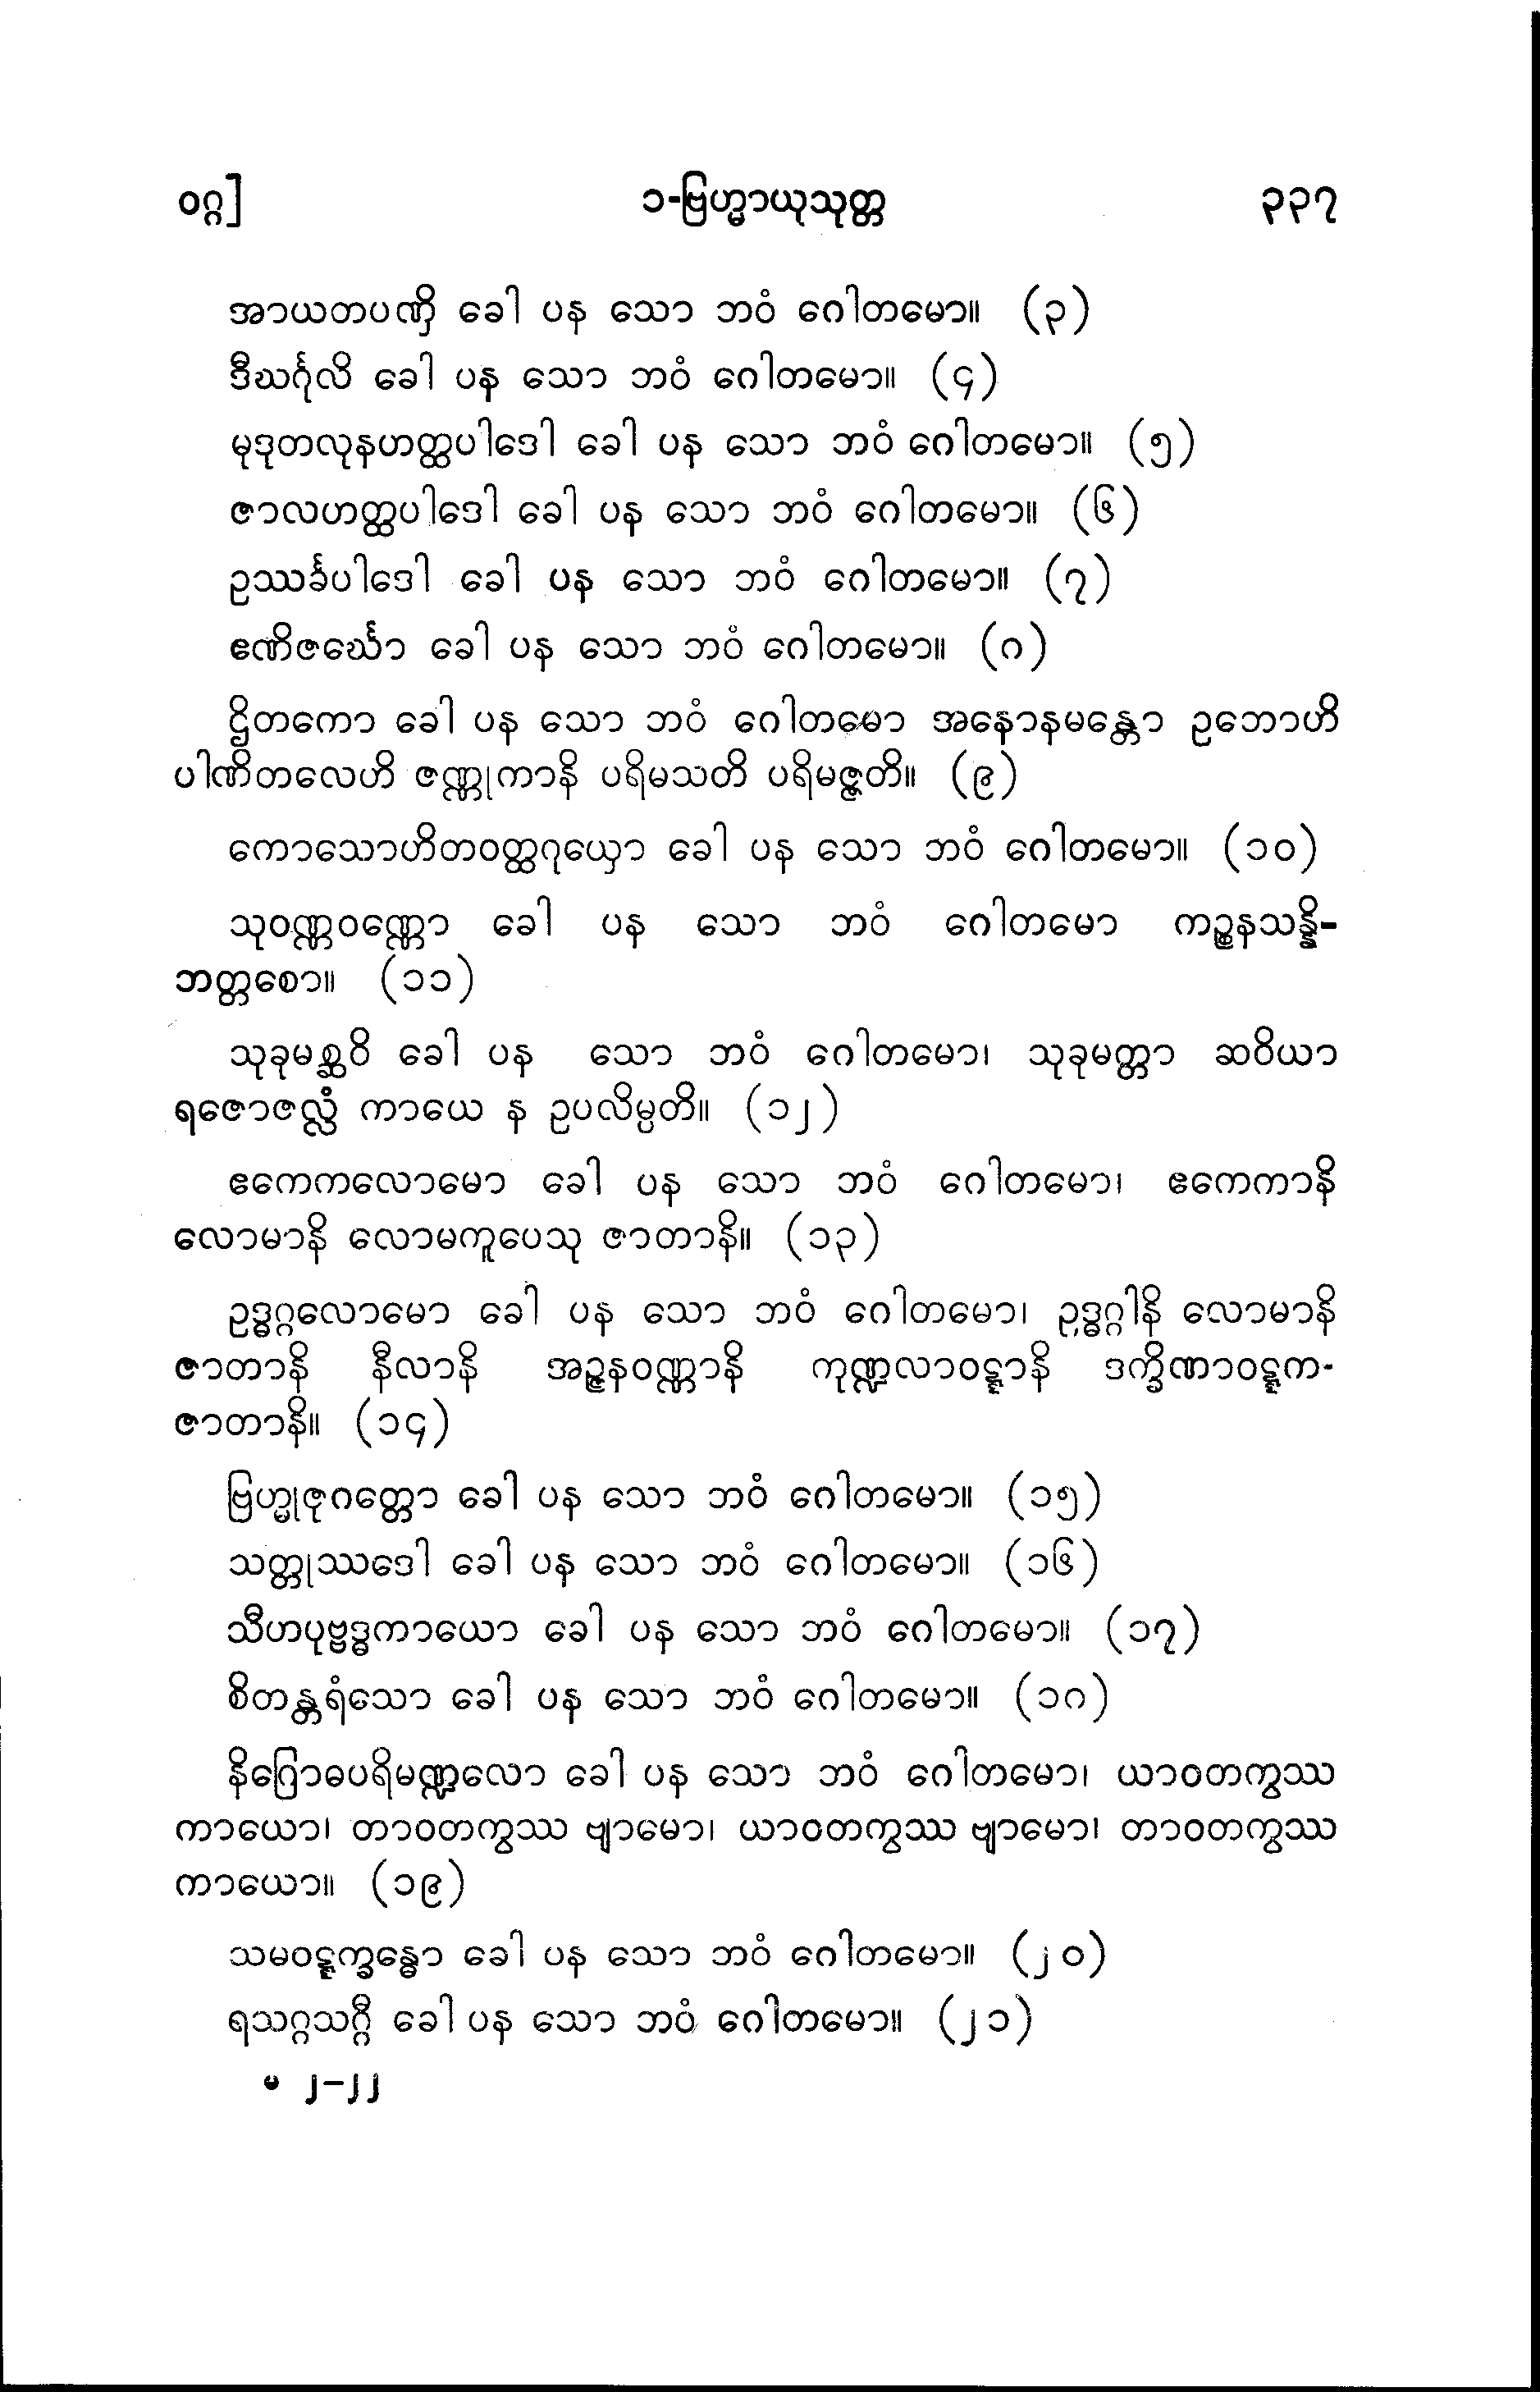 ဝဂ္ဂ] ၁-ဗြဟ္မာယုသုတ္တ ၃၃၇
အာယတပဏှိ ခေါ ပန သော ဘဝံ ဂေါတမော။ (၃)
ဒီဃင်္ဂုလိ ခေါ ပန သော ဘဝံ ဂေါတမော။ (၄)
မုဒုတလုနဟတ္ထပါဒေါ ခေါ ပန သော ဘဝံ ဂေါတမော။ (၅)
ဇာလဟတ္ထပါဒေါ ခေါ ပန သော ဘဝံ ဂေါတမော။ (၆)
ဥဿင်္ခပါဒေါ ခေါ ပန သော ဘဝံ ဂေါတမော။ (၇)
ဧဏိဇင်္ဃော ခေါ ပန သော ဘဝံ ဂေါတမော။ (၈)
ဌိတကော ခေါ ပန သော ဘဝံ ဂေါတမော အနောနမန္တော ဥဘောဟိ
ပါဏိတလေဟိ ဇဏ္ဏုကာနိ ပရိမသတိ ပရိမဇ္ဇတိ။ (၉)
ကောသောဟိတဝတ္ထဂုယှော ခေါ ပန သော ဘဝံ ဂေါတမော။ (၁၀)
သုဝဏ္ဏဝဏ္ဏော ခေါ ပန သော ဘဝံ ဂေါတမော ကဉ္စနသန္နိ-
ဘတ္တစော။ (၁၁)
သုခုမစ္ဆဝိ ခေါ ပန သော ဘဝံ ဂေါတမော၊ သုခုမတ္တာ ဆဝိယာ
ရဇောဇလ္လံ ကာယေ န ဥပလိမ္ပတိ။ (၁၂)
ဧကေကလောမော ခေါ ပန သော ဘဝံ ဂေါတမော၊ ဧကေကာနိ
လောမာနိ လောမကူပေသု ဇာတာနိ။ (၁၃)
ဥဒ္ဓဂ္ဂလောမော ခေါ ပန သော ဘဝံ ဂေါတမော၊ ဥဒ္ဓဂ္ဂါနိ လောမာနိ
ဇာတာနိ နီလာနိ အဉ္ဇနဝဏ္ဏာနိ ကုဏ္ဍလာဝဋ္ဋာနိ ဒက္ခိဏာဝဋ္ဋက-
ဇာတာနိ။ (၁၄)
ဗြဟ္မုဇုဂတ္တော ခေါ ပန သော ဘဝံ ဂေါတမော။ (၁၅)
သတ္တုဿဒေါ ခေါ ပန သော ဘဝံ ဂေါတမော။ (၁၆)
သီဟပုဗ္ဗဒ္ဓကာယော ခေါ ပန သော ဘဝံ ဂေါတမော။ (၁၇)
စိတန္တရံသော ခေါ ပန သော ဘဝံ ဂေါတမော။ (၁၈)
နိဂြောဓပရိမဏ္ဍလော ခေါ ပန သော ဘဝံ ဂေါတမော၊ ယာဝတကွဿ
ကာယော၊ တာဝတကွဿ ဗျာမော၊ ယာဝတကွဿ ဗျာမော၊ တာဝတကွဿ
ကာယော။ (၁၉)
သမဝဋ္ဋက္ခန္ဓော ခေါ ပန သော ဘဝံ ဂေါတမော။ (၂၀)
ရသဂ္ဂသဂ္ဂီ ခေါ ပန သော ဘဝံ ဂေါတမော။ (၂၁)
မ ၂–၂၂